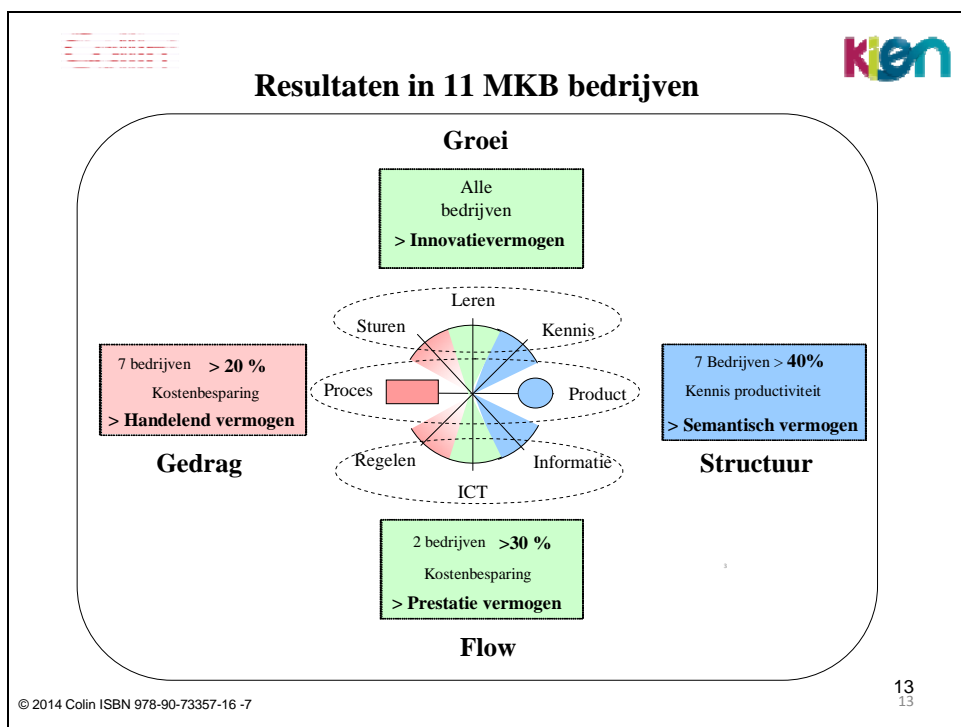 Colin
Kien
Resultaten in 11 MKB bedrijven
Groei
Alle
bedrijven
> Innovatievermogen
Leren
Sturen
Kennis
7 bedrijven > 20 %
Kostenbesparing
> Handelend vermogen
Gedrag
Proces
Product
7 Bedrijven > 40%
Kennis productiviteit
> Semantisch vermogen
Structuur
Regelen
Informatie
ICT
2 bedrijven >30 %
Kostenbesparing
> Prestatie vermogen
Flow
© 2014 Colin ISBN 978-90-73357-16 -7
13
13